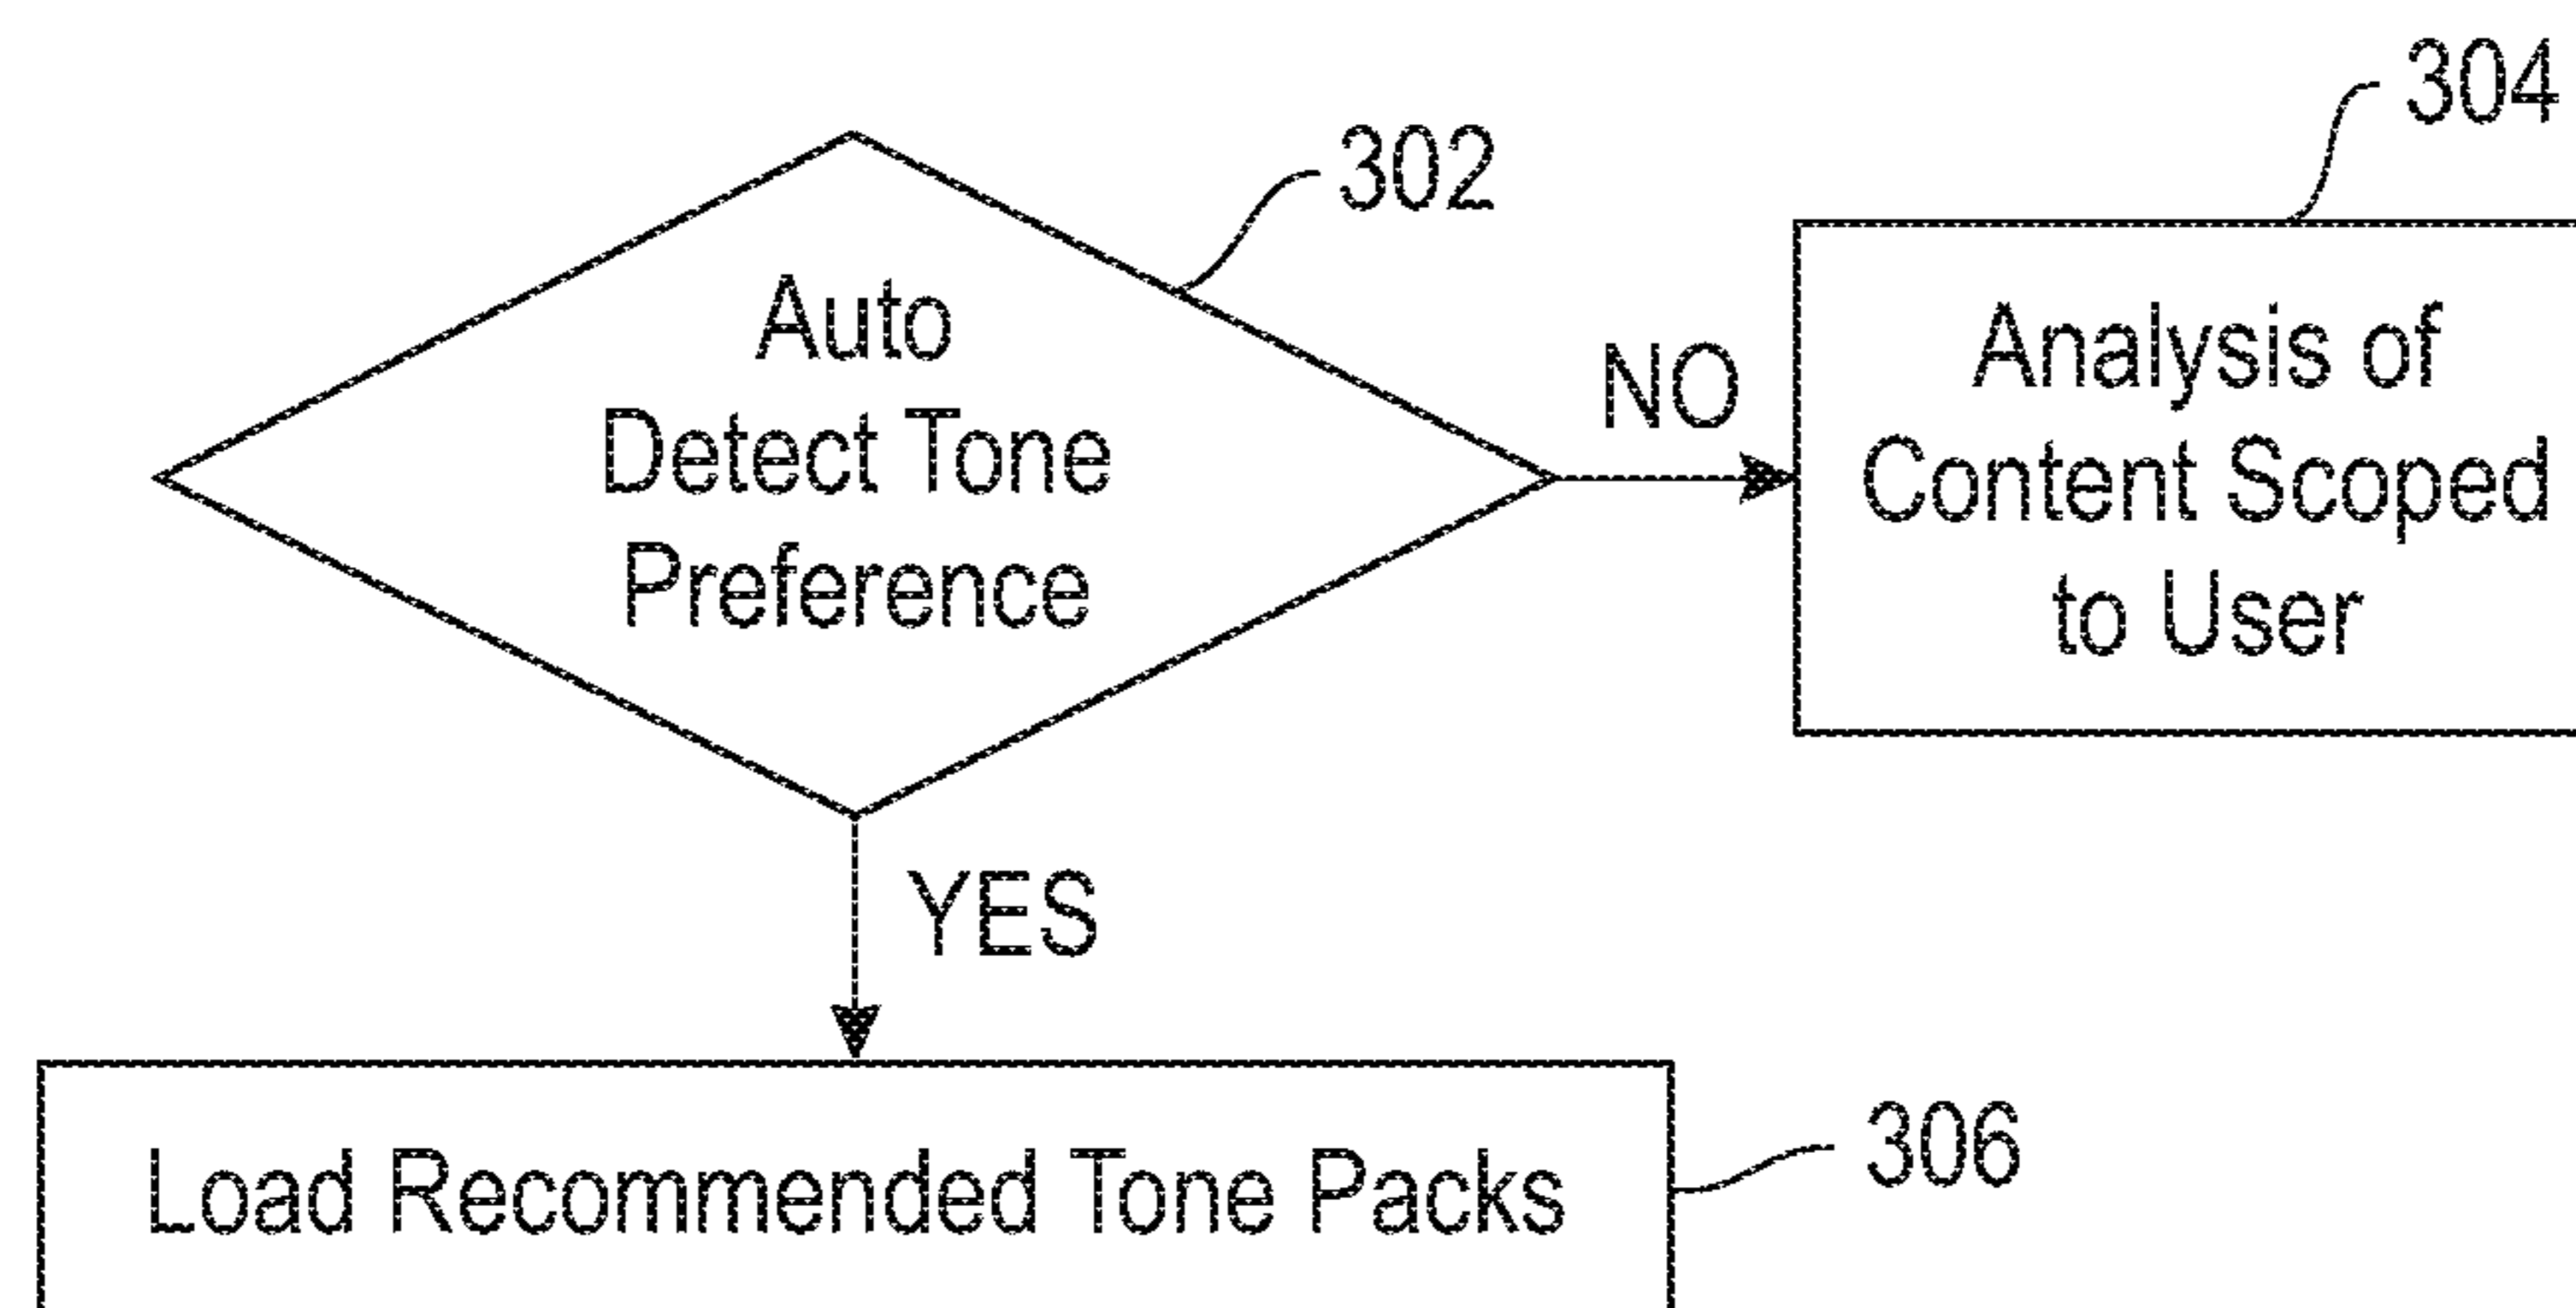 304
302
Auto
Detect Tone
Preference
NO
Analysis of
Content Scoped
to User
YES
Load Recommended Tone Packs
306